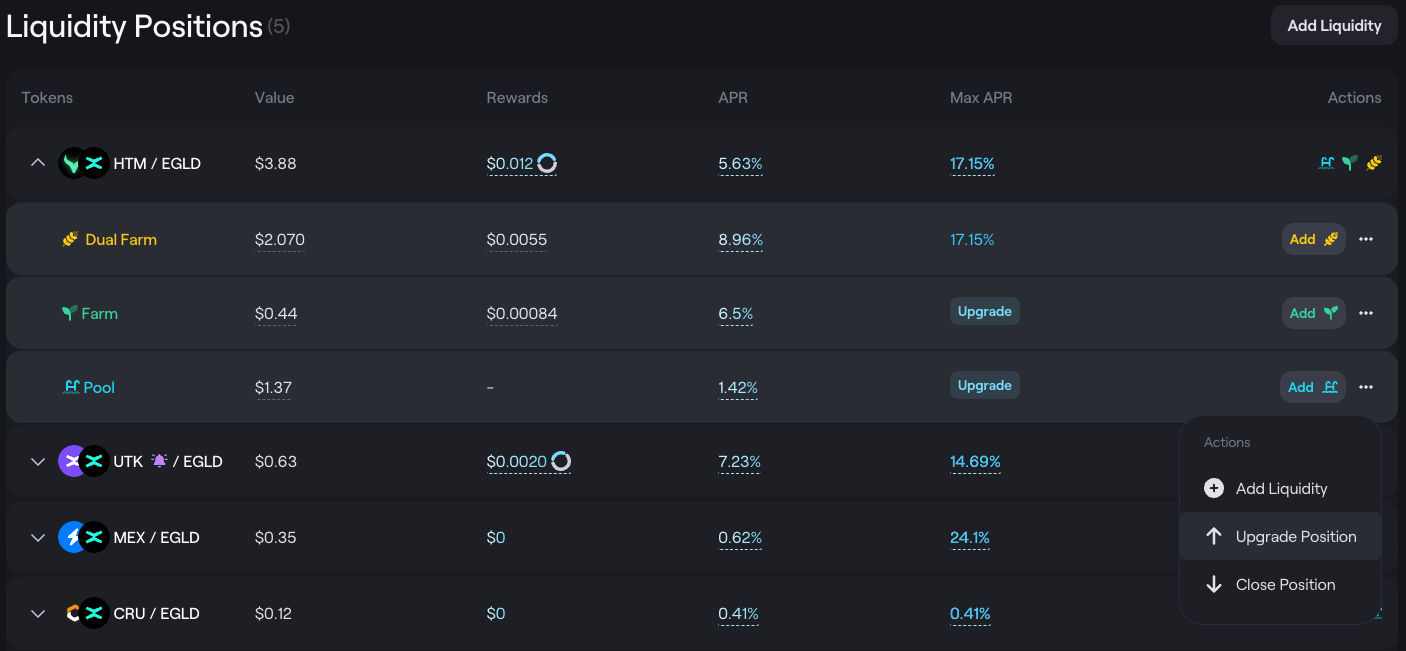 Liquidity Positions (5)
Add Liquidity
Tokens Value Rewards APR Max APR Actions
HTM / EGLD $3.88 $0.012 5.63% 17.15%
Dual Farm $2.070 $0.0055 8.96% 17.15% Add
Farm $0.44 $0.00084 6.5% Upgrade Add
Pool $1.37 - 1.42% Upgrade Add
UTK / EGLD $0.63 $0.0020 7.23% 14.69%
MEX / EGLD $0.35 $0 0.62% 24.1%
CRU / EGLD $0.12 $0 0.41% 0.41%
Actions
Add Liquidity
Upgrade Position
Close Position